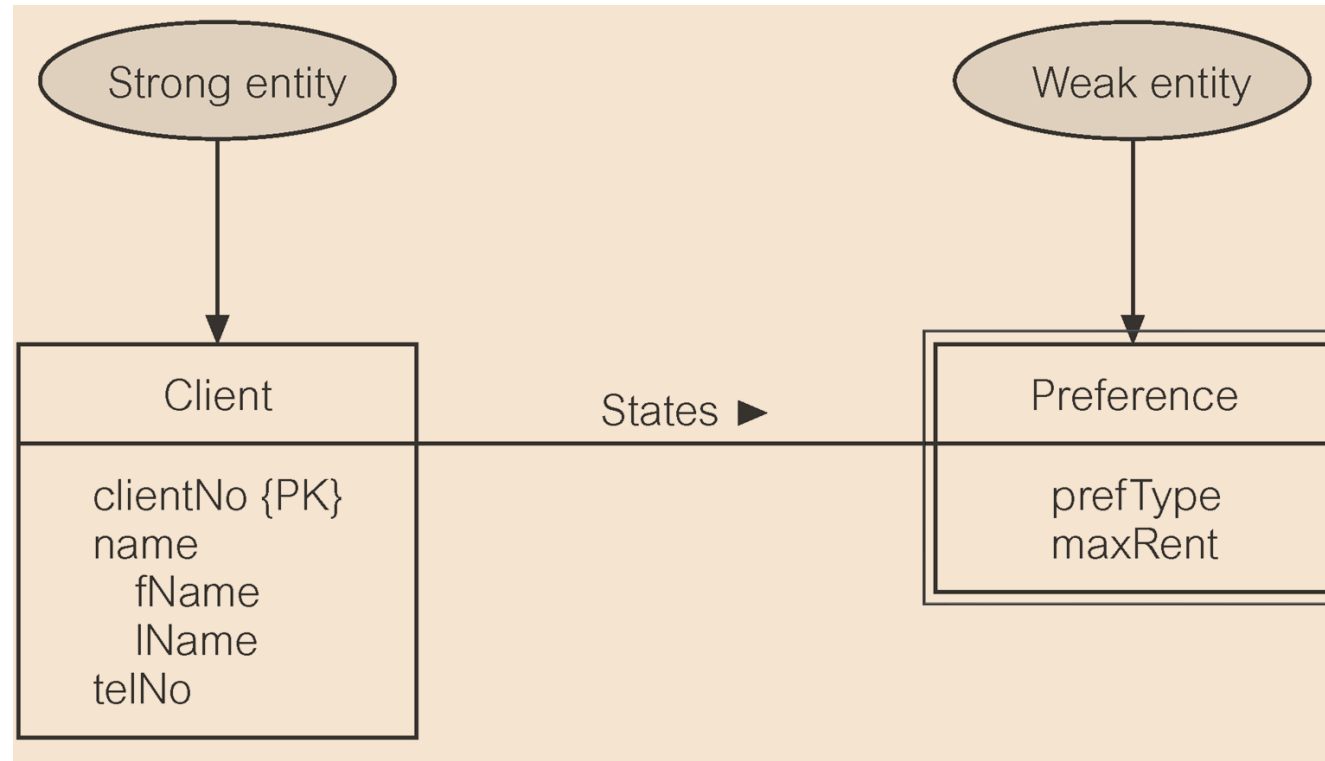 Strong entity
Weak entity
Client
States ►
Preference
clientNo {PK}
name
fName
lName
telNo
prefType
maxRent